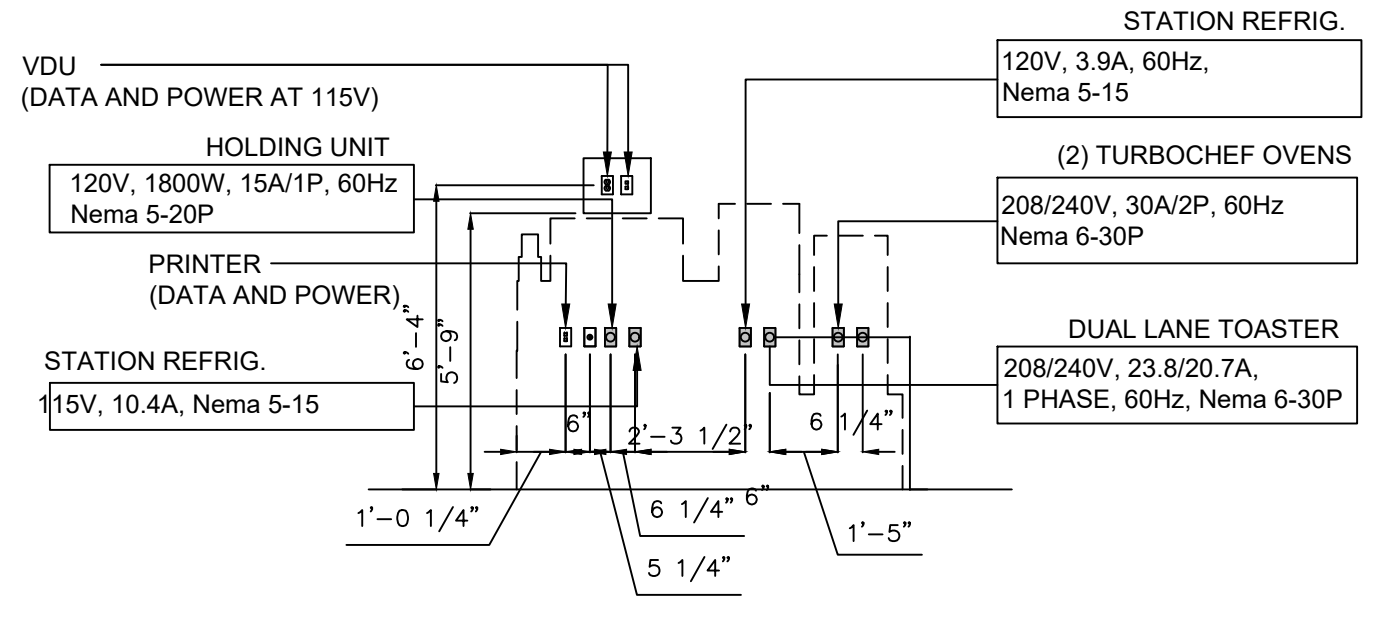 STATION REFRIG.
120V, 3.9A, 60Hz,
Nema 5-15
VDU
(DATA AND POWER AT 115V)
HOLDING UNIT
120V, 1800W, 15A/1P, 60Hz
Nema 5-20P
(2) TURBOCHEF OVENS
208/240V, 30A/2P, 60Hz
Nema 6-30P
PRINTER
(DATA AND POWER)
6'-4"
5'-9"
DUAL LANE TOASTER
208/240V, 23.8/20.7A,
1 PHASE, 60Hz, Nema 6-30P
STATION REFRIG.
115V, 10.4A, Nema 5-15
6"
2'-3 1/2"
6 1/4"
6"
1'-0 1/4"
6 1/4"
1'-5"
5 1/4"